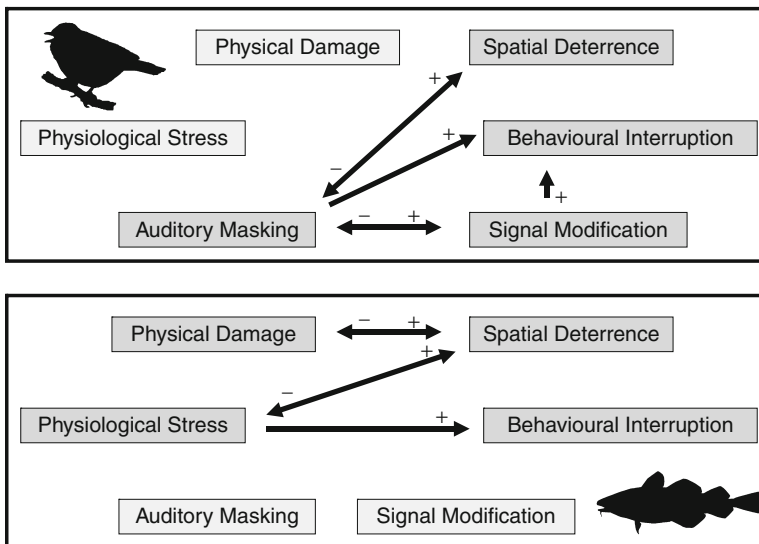 Physical Damage
Spatial Deterrence
+
+
Physiological Stress
Behavioural Interruption
−
+
Auditory Masking
− +
Signal Modification
Physical Damage
− +
Spatial Deterrence
+
−
Physiological Stress
+
Behavioural Interruption
Auditory Masking
Signal Modification